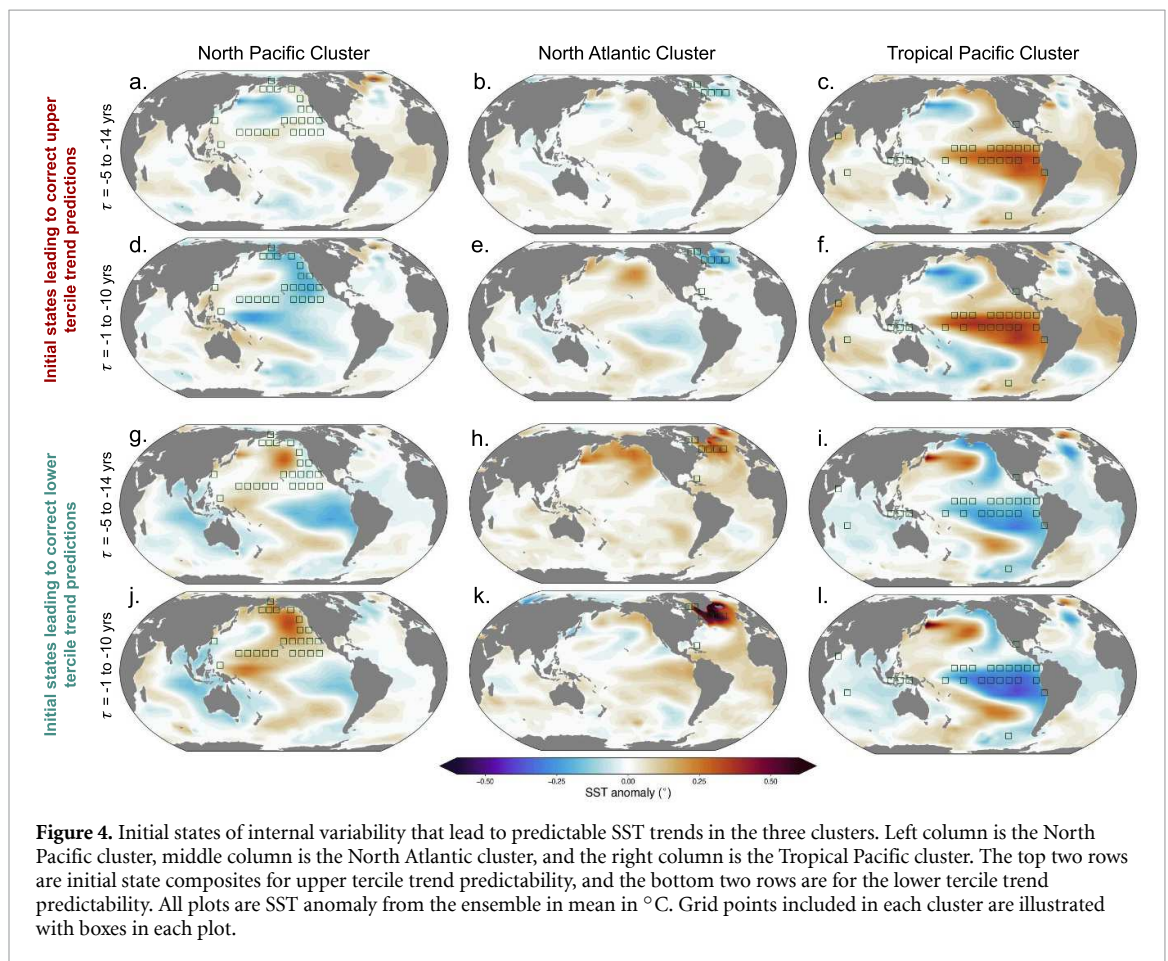 North Pacific Cluster
North Atlantic Cluster
Tropical Pacific Cluster
Initial states leading to correct upper
tercile trend predictions
τ = -5 to -14 yrs
a.
b.
c.
τ = -1 to -10 yrs
d.
e.
f.
Initial states leading to correct lower
tercile trend predictions
τ = -5 to -14 yrs
g.
h.
i.
τ = -1 to -10 yrs
j.
k.
l.
−0.50 −0.25 0.00 0.25 0.50
SST anomaly (°)
Figure 4. Initial states of internal variability that lead to predictable SST trends in the three clusters. Left column is the North
Pacific cluster, middle column is the North Atlantic cluster, and the right column is the Tropical Pacific cluster. The top two rows
are initial state composites for upper tercile trend predictability, and the bottom two rows are for the lower tercile trend
predictability. All plots are SST anomaly from the ensemble in mean in °C. Grid points included in each cluster are illustrated
with boxes in each plot.